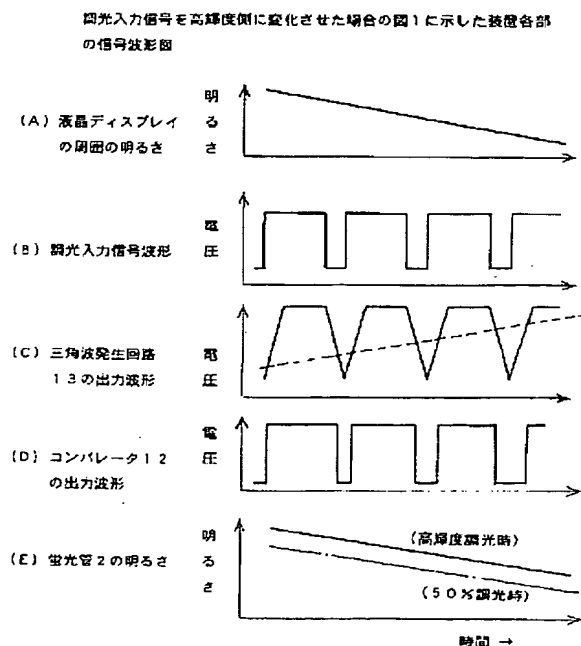 調光入力信号を高輝度側に変化させた場合の図1に示した装置各部
の信号波形図
(A) 液晶ディスプレイ
の周囲の明るさ
明るさ
(B) 調光入力信号波形
電圧
(C) 三角波発生回路
13の出力波形
電圧
(D) コンパレータ12
の出力波形
電圧
(E) 蛍光管2の明るさ
明るさ
(高輝度調光時)
(50%調光時)
時間 →